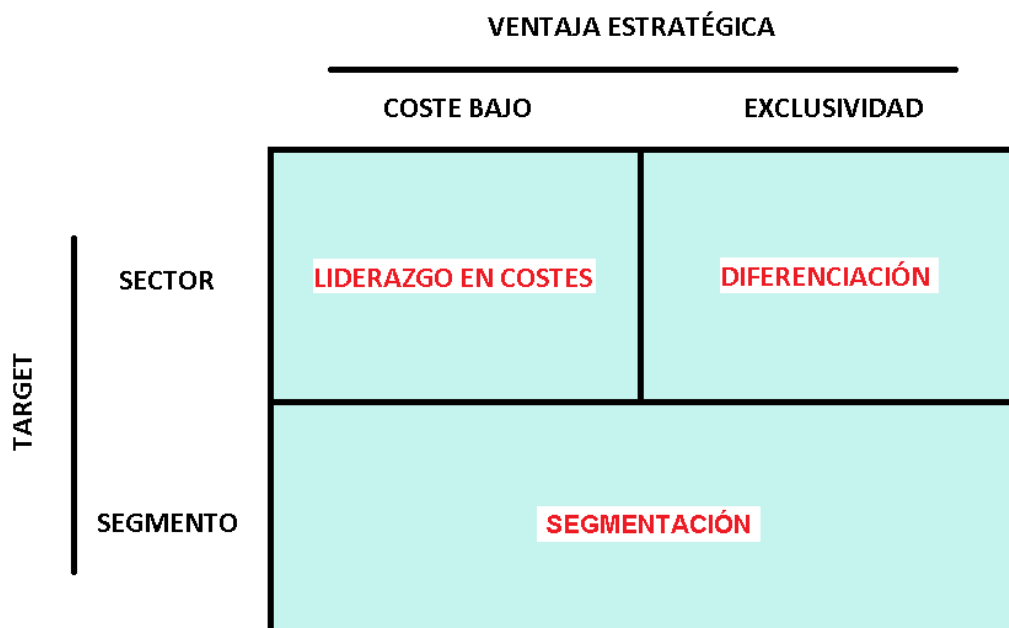 VENTAJA ESTRATÉGICA
COSTE BAJO
EXCLUSIVIDAD
TARGET
SECTOR
LIDERAZGO EN COSTES
DIFERENCIACIÓN
SEGMENTO
SEGMENTACIÓN